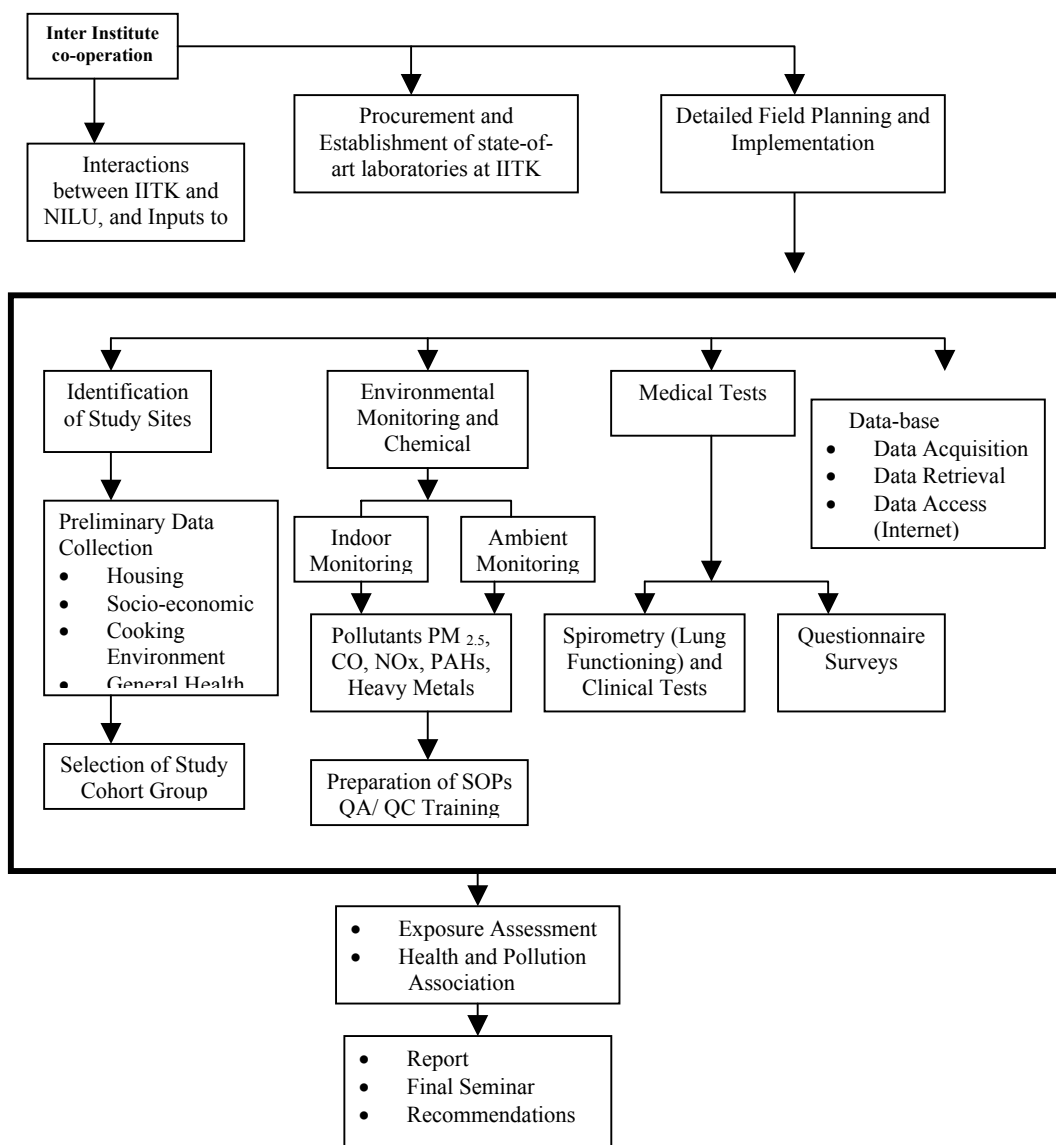 Inter Institute
co-operation
Procurement and
Establishment of state-of-
art laboratories at IITK
Detailed Field Planning and
Implementation
Interactions
between IITK and
NILU, and Inputs to
Identification
of Study Sites
Environmental
Monitoring and
Chemical
Medical Tests
Data-base
• Data Acquisition
• Data Retrieval
• Data Access
(Internet)
Preliminary Data
Collection
• Housing
• Socio-economic
• Cooking
Environment
• General Health
Indoor
Monitoring
Ambient
Monitoring
Pollutants PM 2.5,
CO, NOx, PAHs,
Heavy Metals
Spirometry (Lung
Functioning) and
Clinical Tests
Questionnaire
Surveys
Selection of Study
Cohort Group
Preparation of SOPs
QA/ QC Training
• Exposure Assessment
• Health and Pollution
Association
• Report
• Final Seminar
• Recommendations